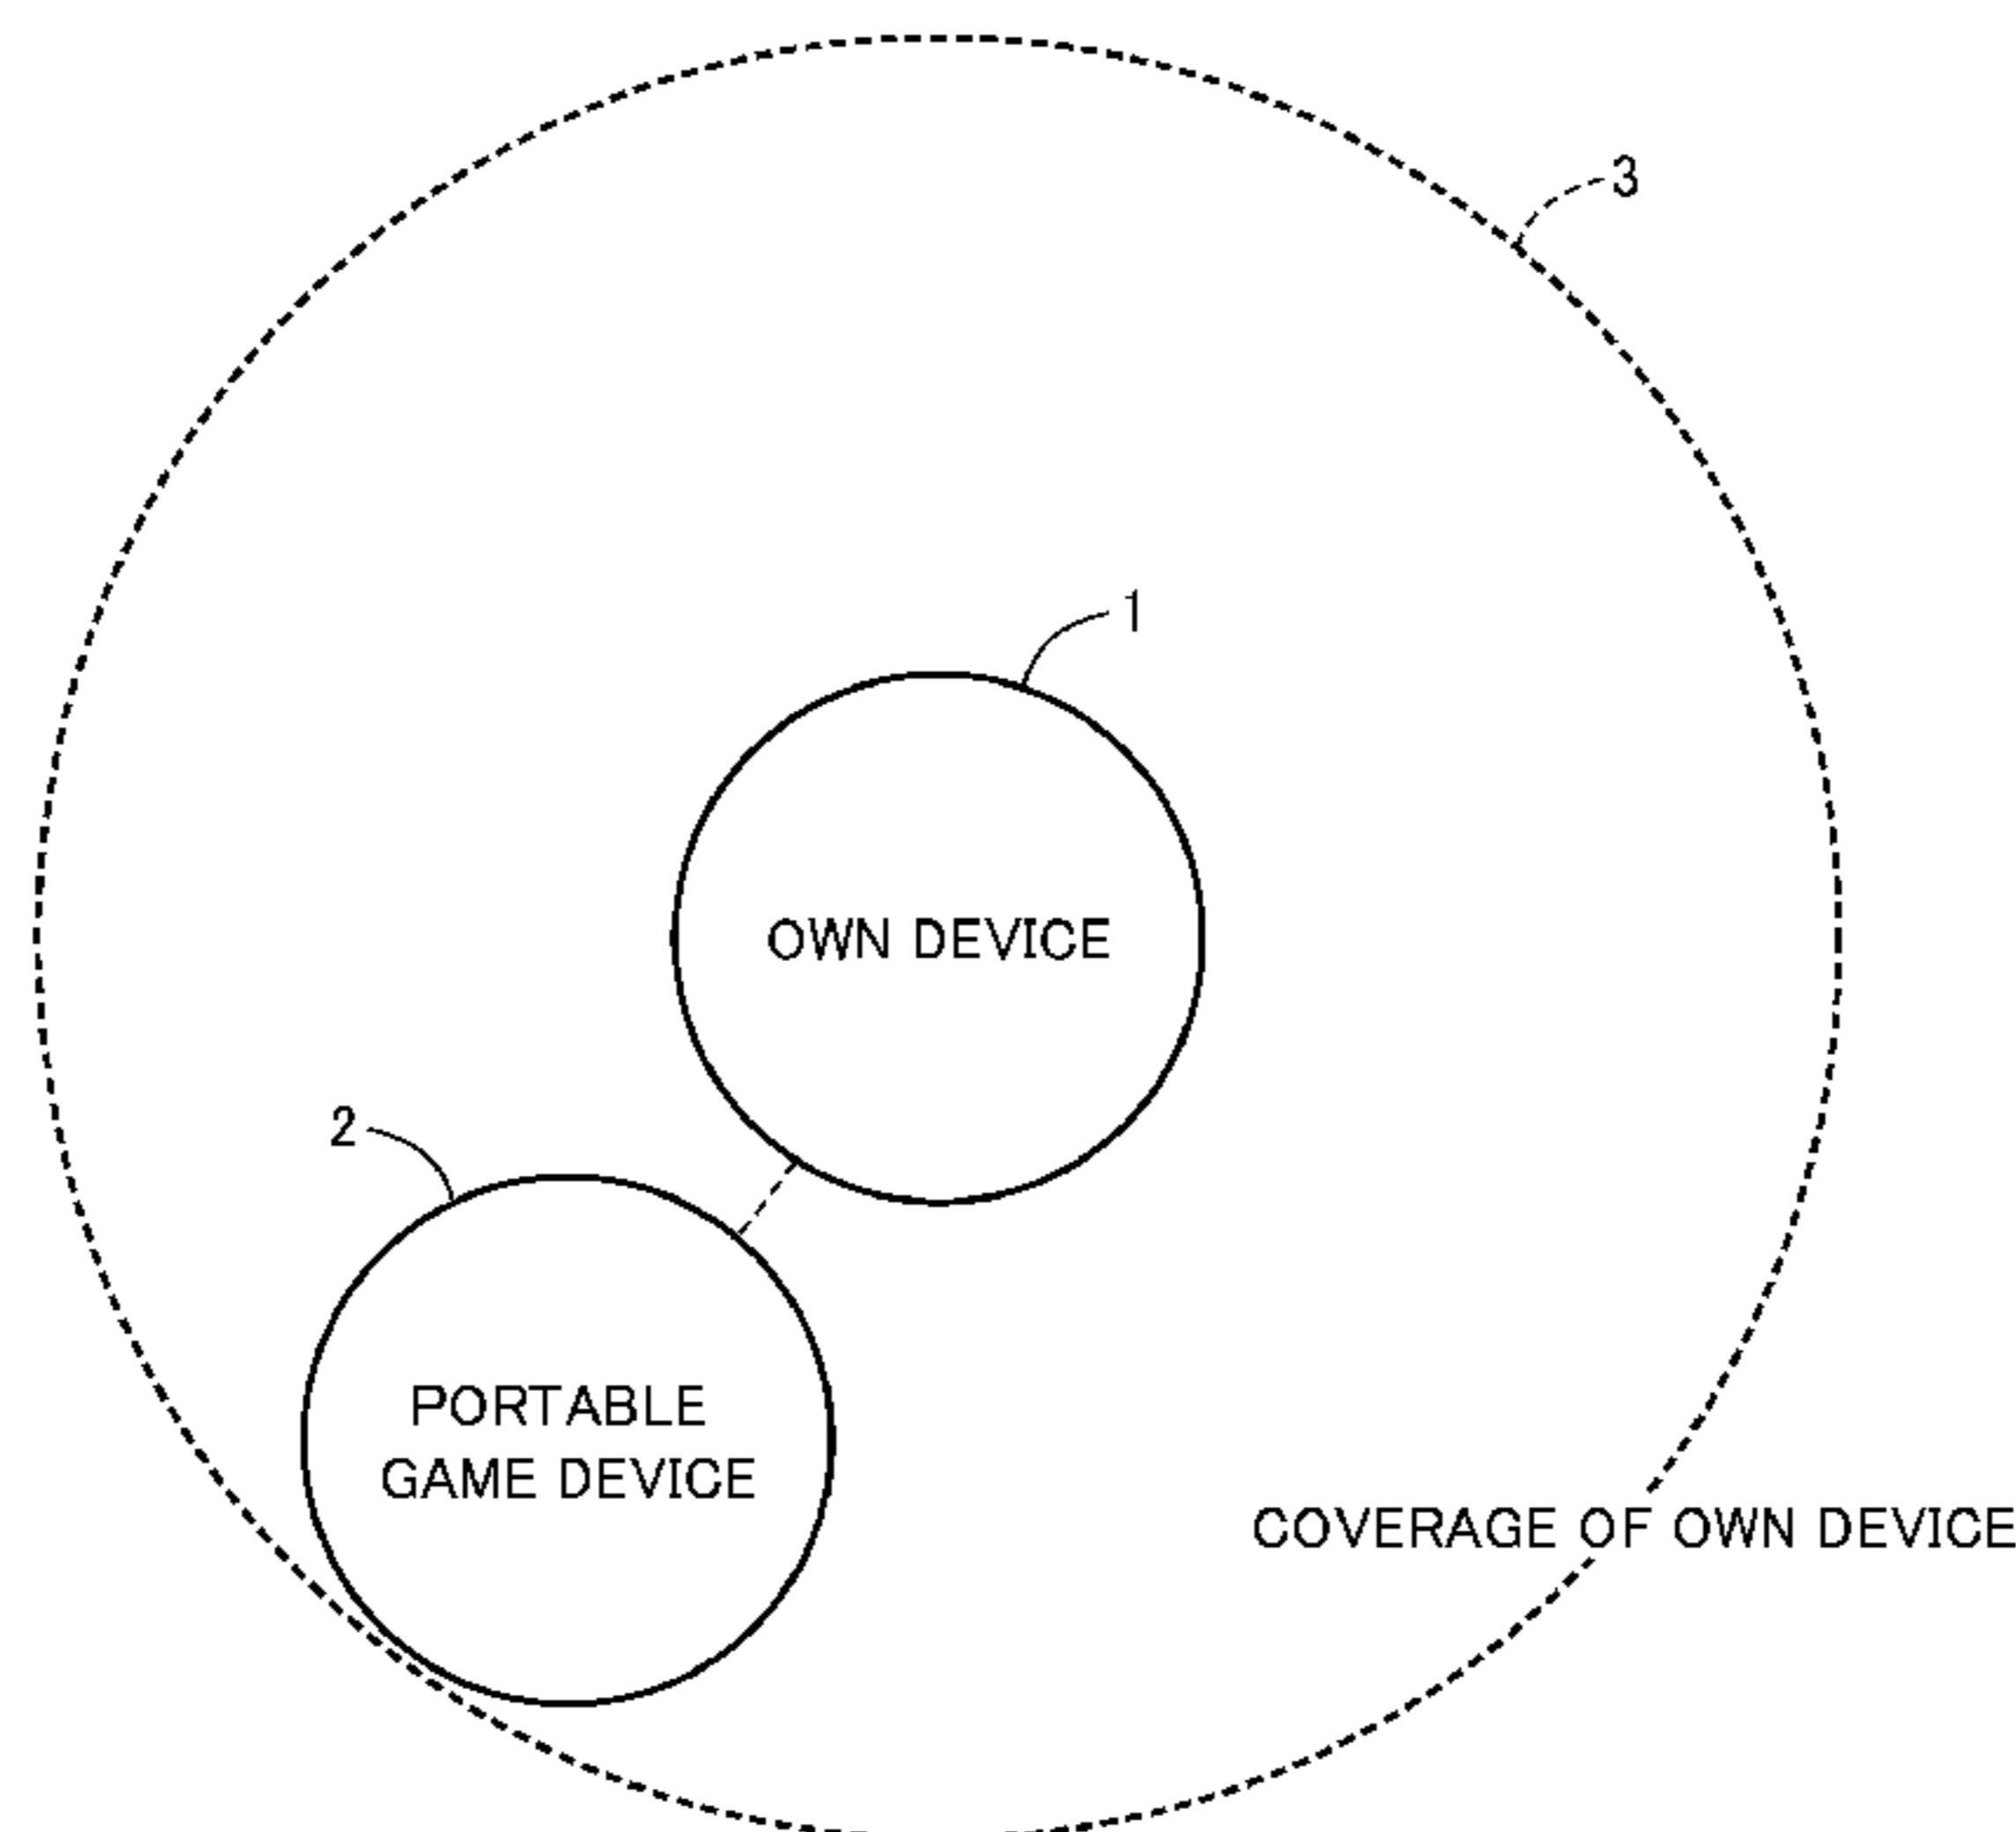 3
1
OWN DEVICE
2
PORTABLE
GAME DEVICE
COVERAGE OF OWN DEVICE